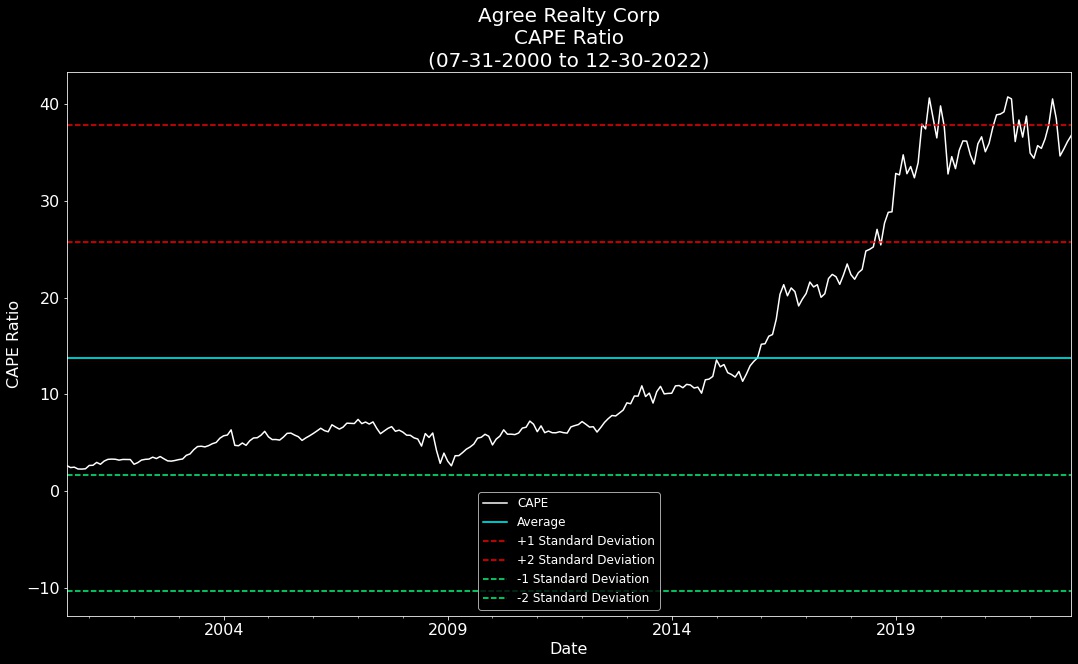 Agree Realty Corp
CAPE Ratio
(07-31-2000 to 12-30-2022)
CAPE Ratio
40
30
20
10
0
−10
CAPE
Average
+1 Standard Deviation
+2 Standard Deviation
-1 Standard Deviation
-2 Standard Deviation
2004
2009
2014
2019
Date